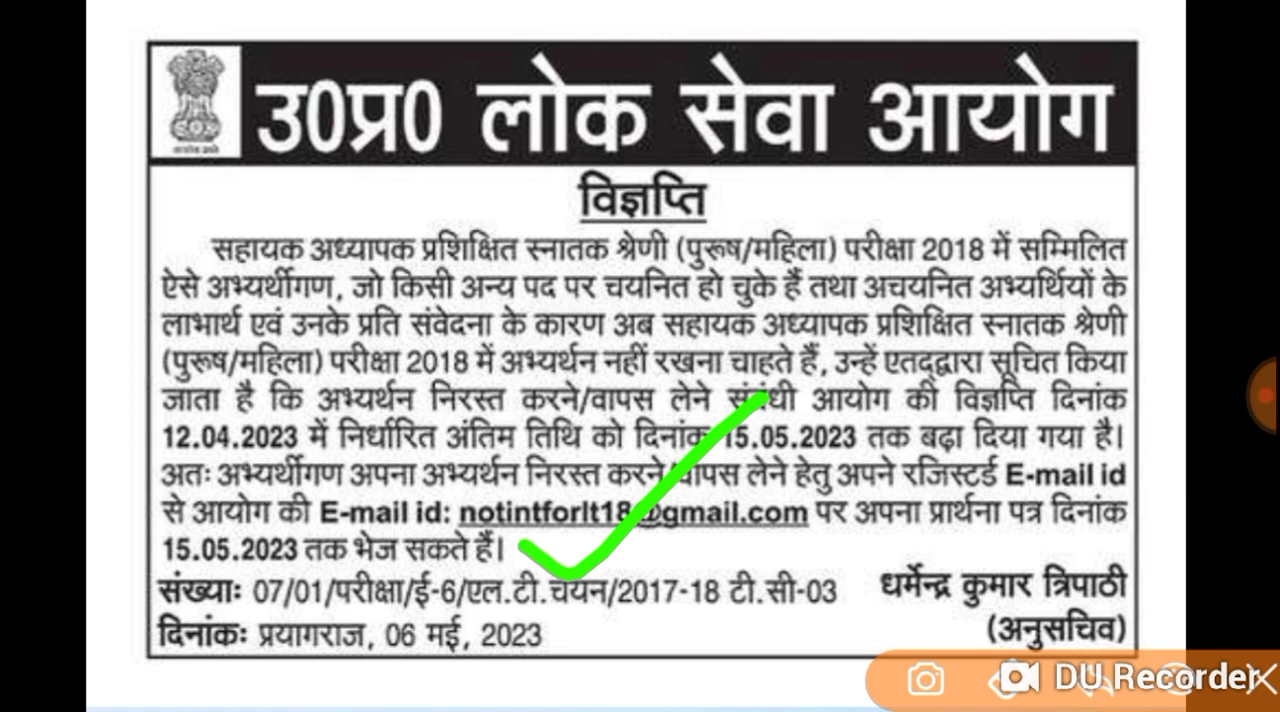 उ0प्र0 लोक सेवा आयोग
विज्ञप्ति
सहायक अध्यापक प्रशिक्षित स्नातक श्रेणी (पुरूष/महिला) परीक्षा 2018 में सम्मिलित
ऐसे अभ्यर्थीगण, जो किसी अन्य पद पर चयनित हो चुके हैं तथा अचयनित अभ्यर्थियों के
लाभार्थ एवं उनके प्रति संवेदना के कारण अब सहायक अध्यापक प्रशिक्षित स्नातक श्रेणी
(पुरूष/महिला) परीक्षा 2018 में अभ्यर्थन नहीं रखना चाहते हैं, उन्हें एतद्द्वारा सूचित किया
जाता है कि अभ्यर्थन निरस्त करने/वापस लेने संबंधी आयोग की विज्ञप्ति दिनांक
12.04.2023 में निर्धारित अंतिम तिथि को दिनांक 15.05.2023 तक बढ़ा दिया गया है।
अतः अभ्यर्थीगण अपना अभ्यर्थन निरस्त करने/वापस लेने हेतु अपने रजिस्टर्ड E-mail id
से आयोग की E-mail id: notintforlt18@gmail.com पर अपना प्रार्थना पत्र दिनांक
15.05.2023 तक भेज सकते हैं।
संख्याः 07/01/परीक्षा/ई-6/एल.टी.चयन/2017-18 टी.सी-03 धर्मेन्द्र कुमार त्रिपाठी
दिनांकः प्रयागराज, 06 मई, 2023 (अनुसचिव)
DU Recorder